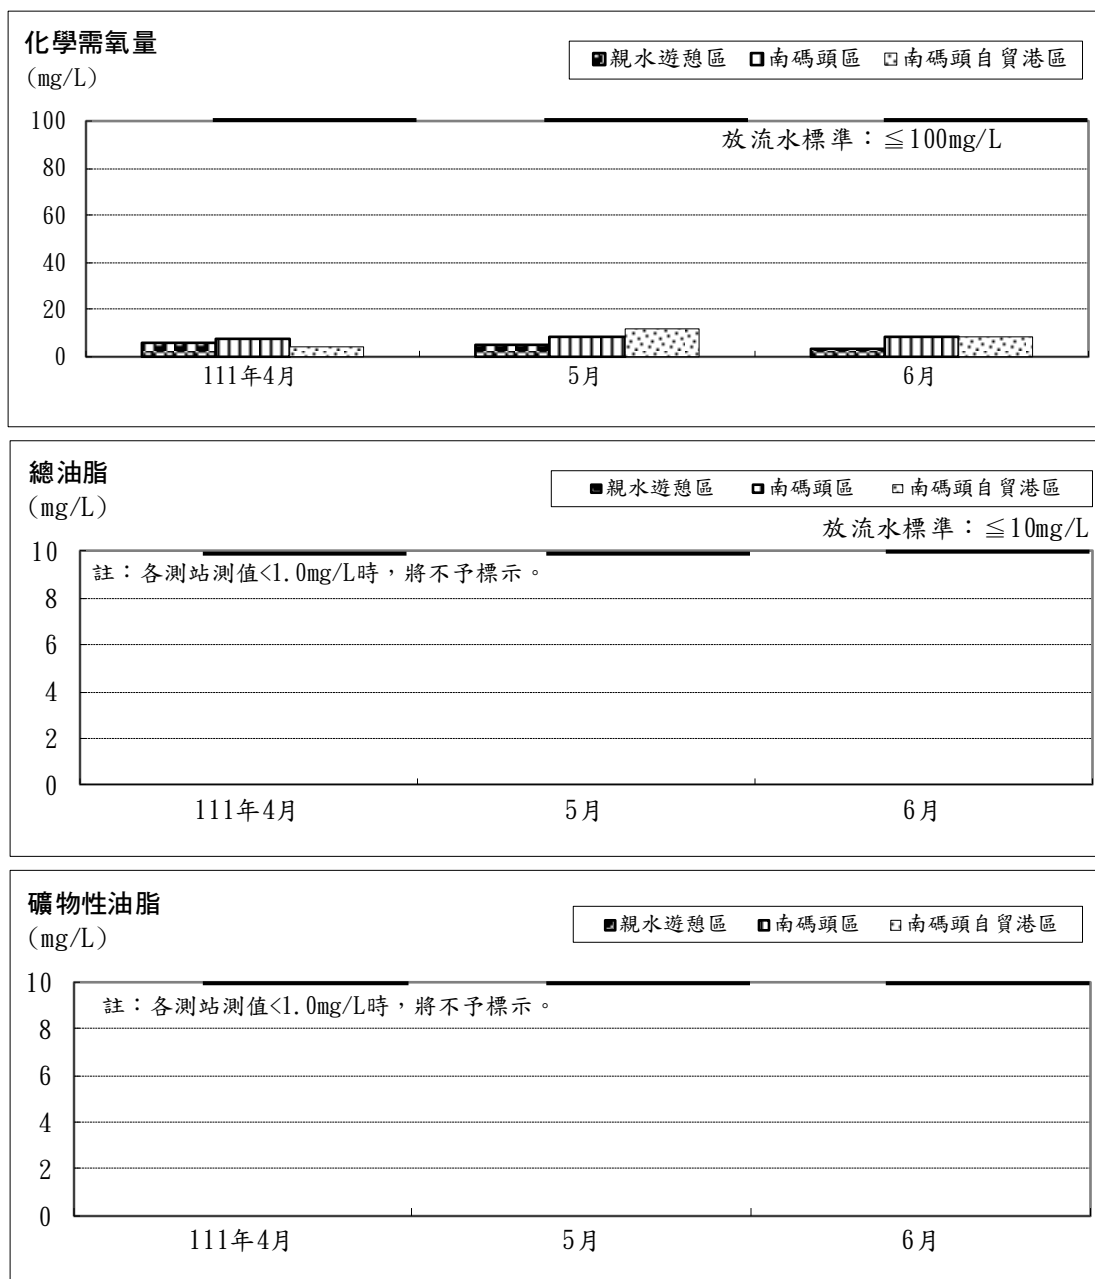 化學需氧量
(mg/L)
親水遊憩區 南碼頭區 南碼頭自貿港區
放流水標準：≦100mg/L
100
80
60
40
20
0
111年4月 5月 6月
總油脂
(mg/L)
親水遊憩區 南碼頭區 南碼頭自貿港區
放流水標準：≦10mg/L
註：各測站測值<1.0mg/L時，將不予標示。
10
8
6
4
2
0
111年4月 5月 6月
礦物性油脂
(mg/L)
親水遊憩區 南碼頭區 南碼頭自貿港區
註：各測站測值<1.0mg/L時，將不予標示。
10
8
6
4
2
0
111年4月 5月 6月